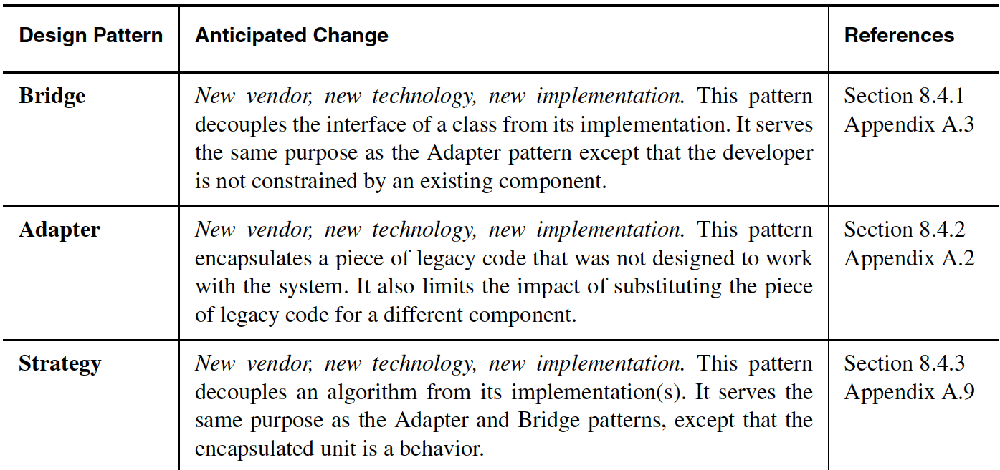 Design Pattern Anticipated Change References
Bridge New vendor, new technology, new implementation. This pattern Section 8.4.1
decouples the interface of a class from its implementation. It serves Appendix A.3
the same purpose as the Adapter pattern except that the developer
is not constrained by an existing component.
Adapter New vendor, new technology, new implementation. This pattern Section 8.4.2
encapsulates a piece of legacy code that was not designed to work Appendix A.2
with the system. It also limits the impact of substituting the piece
of legacy code for a different component.
Strategy New vendor, new technology, new implementation. This pattern Section 8.4.3
decouples an algorithm from its implementation(s). It serves the Appendix A.9
same purpose as the Adapter and Bridge patterns, except that the
encapsulated unit is a behavior.